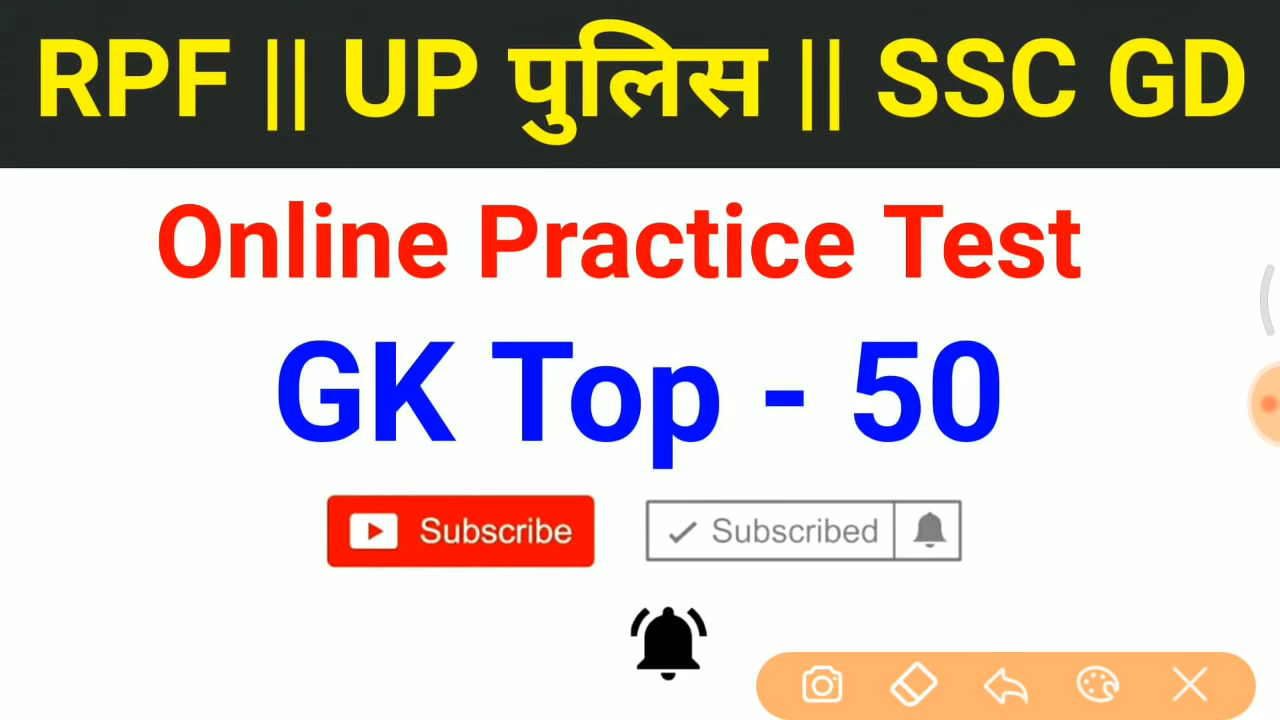 RPF || UP पुलिस || SSC GD
Online Practice Test
GK Top - 50
Subscribe
Subscribed